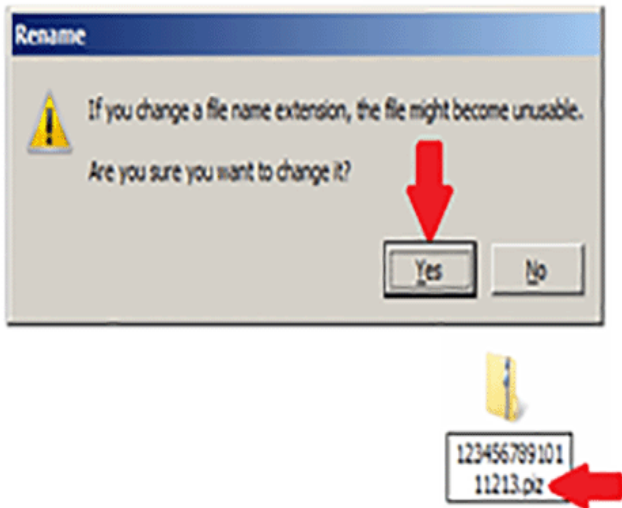 Rename
If you change a file name extension, the file might become unusable.
Are you sure you want to change it?
Yes
No
123456789101
11213.piz